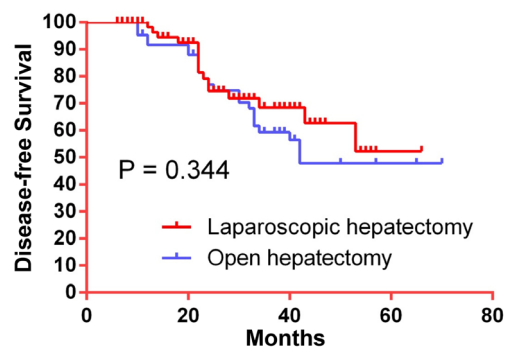 Disease-free Survival
100
90
80
70
60
50
40
30
20
10
0
P = 0.344
Laparoscopic hepatectomy
Open hepatectomy
0 20 40 60 80
Months